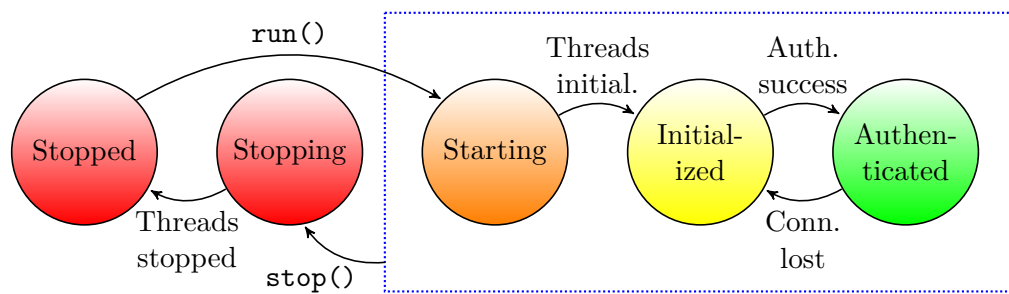 run()
Threads
initial.
Auth.
success
Stopped
Stopping
Starting
Initial-
ized
Authen-
ticated
Threads
stopped
stop()
Conn.
lost